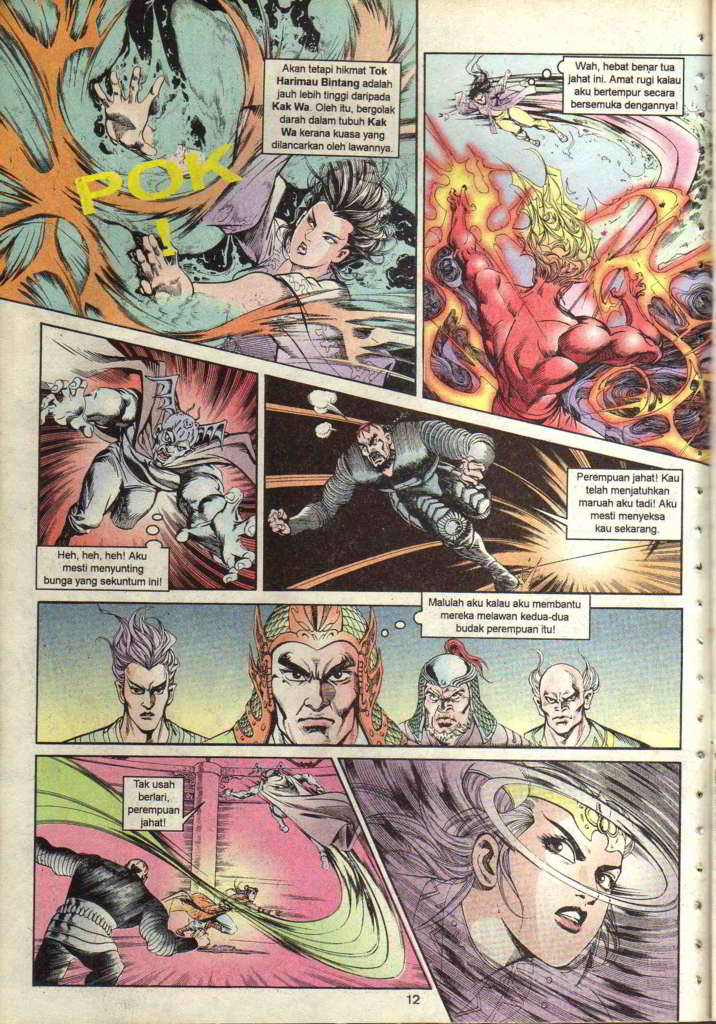 Akan tetapi hikmat Tok
Harimau Bintang adalah
jauh lebih tinggi daripada
Kak Wa. Oleh itu, bergolak
darah dalam tubuh Kak
Wa kerana kuasa yang
dilancarkan oleh lawannya.
POK
!
Wah, hebat benar tua
jahat ini. Amat rugi kalau
aku bertempur secara
bersemuka dengannya!
Heh, heh, heh! Aku
mesti menyunting
bunga yang sekuntum ini!
Perempuan jahat! Kau
telah menjatuhkan
maruah aku tadi! Aku
mesti menyeksa
kau sekarang.
Malulah aku kalau aku membantu
mereka melawan kedua-dua
budak perempuan itu!
Tak usah
berlari,
perempuan
jahat!
12